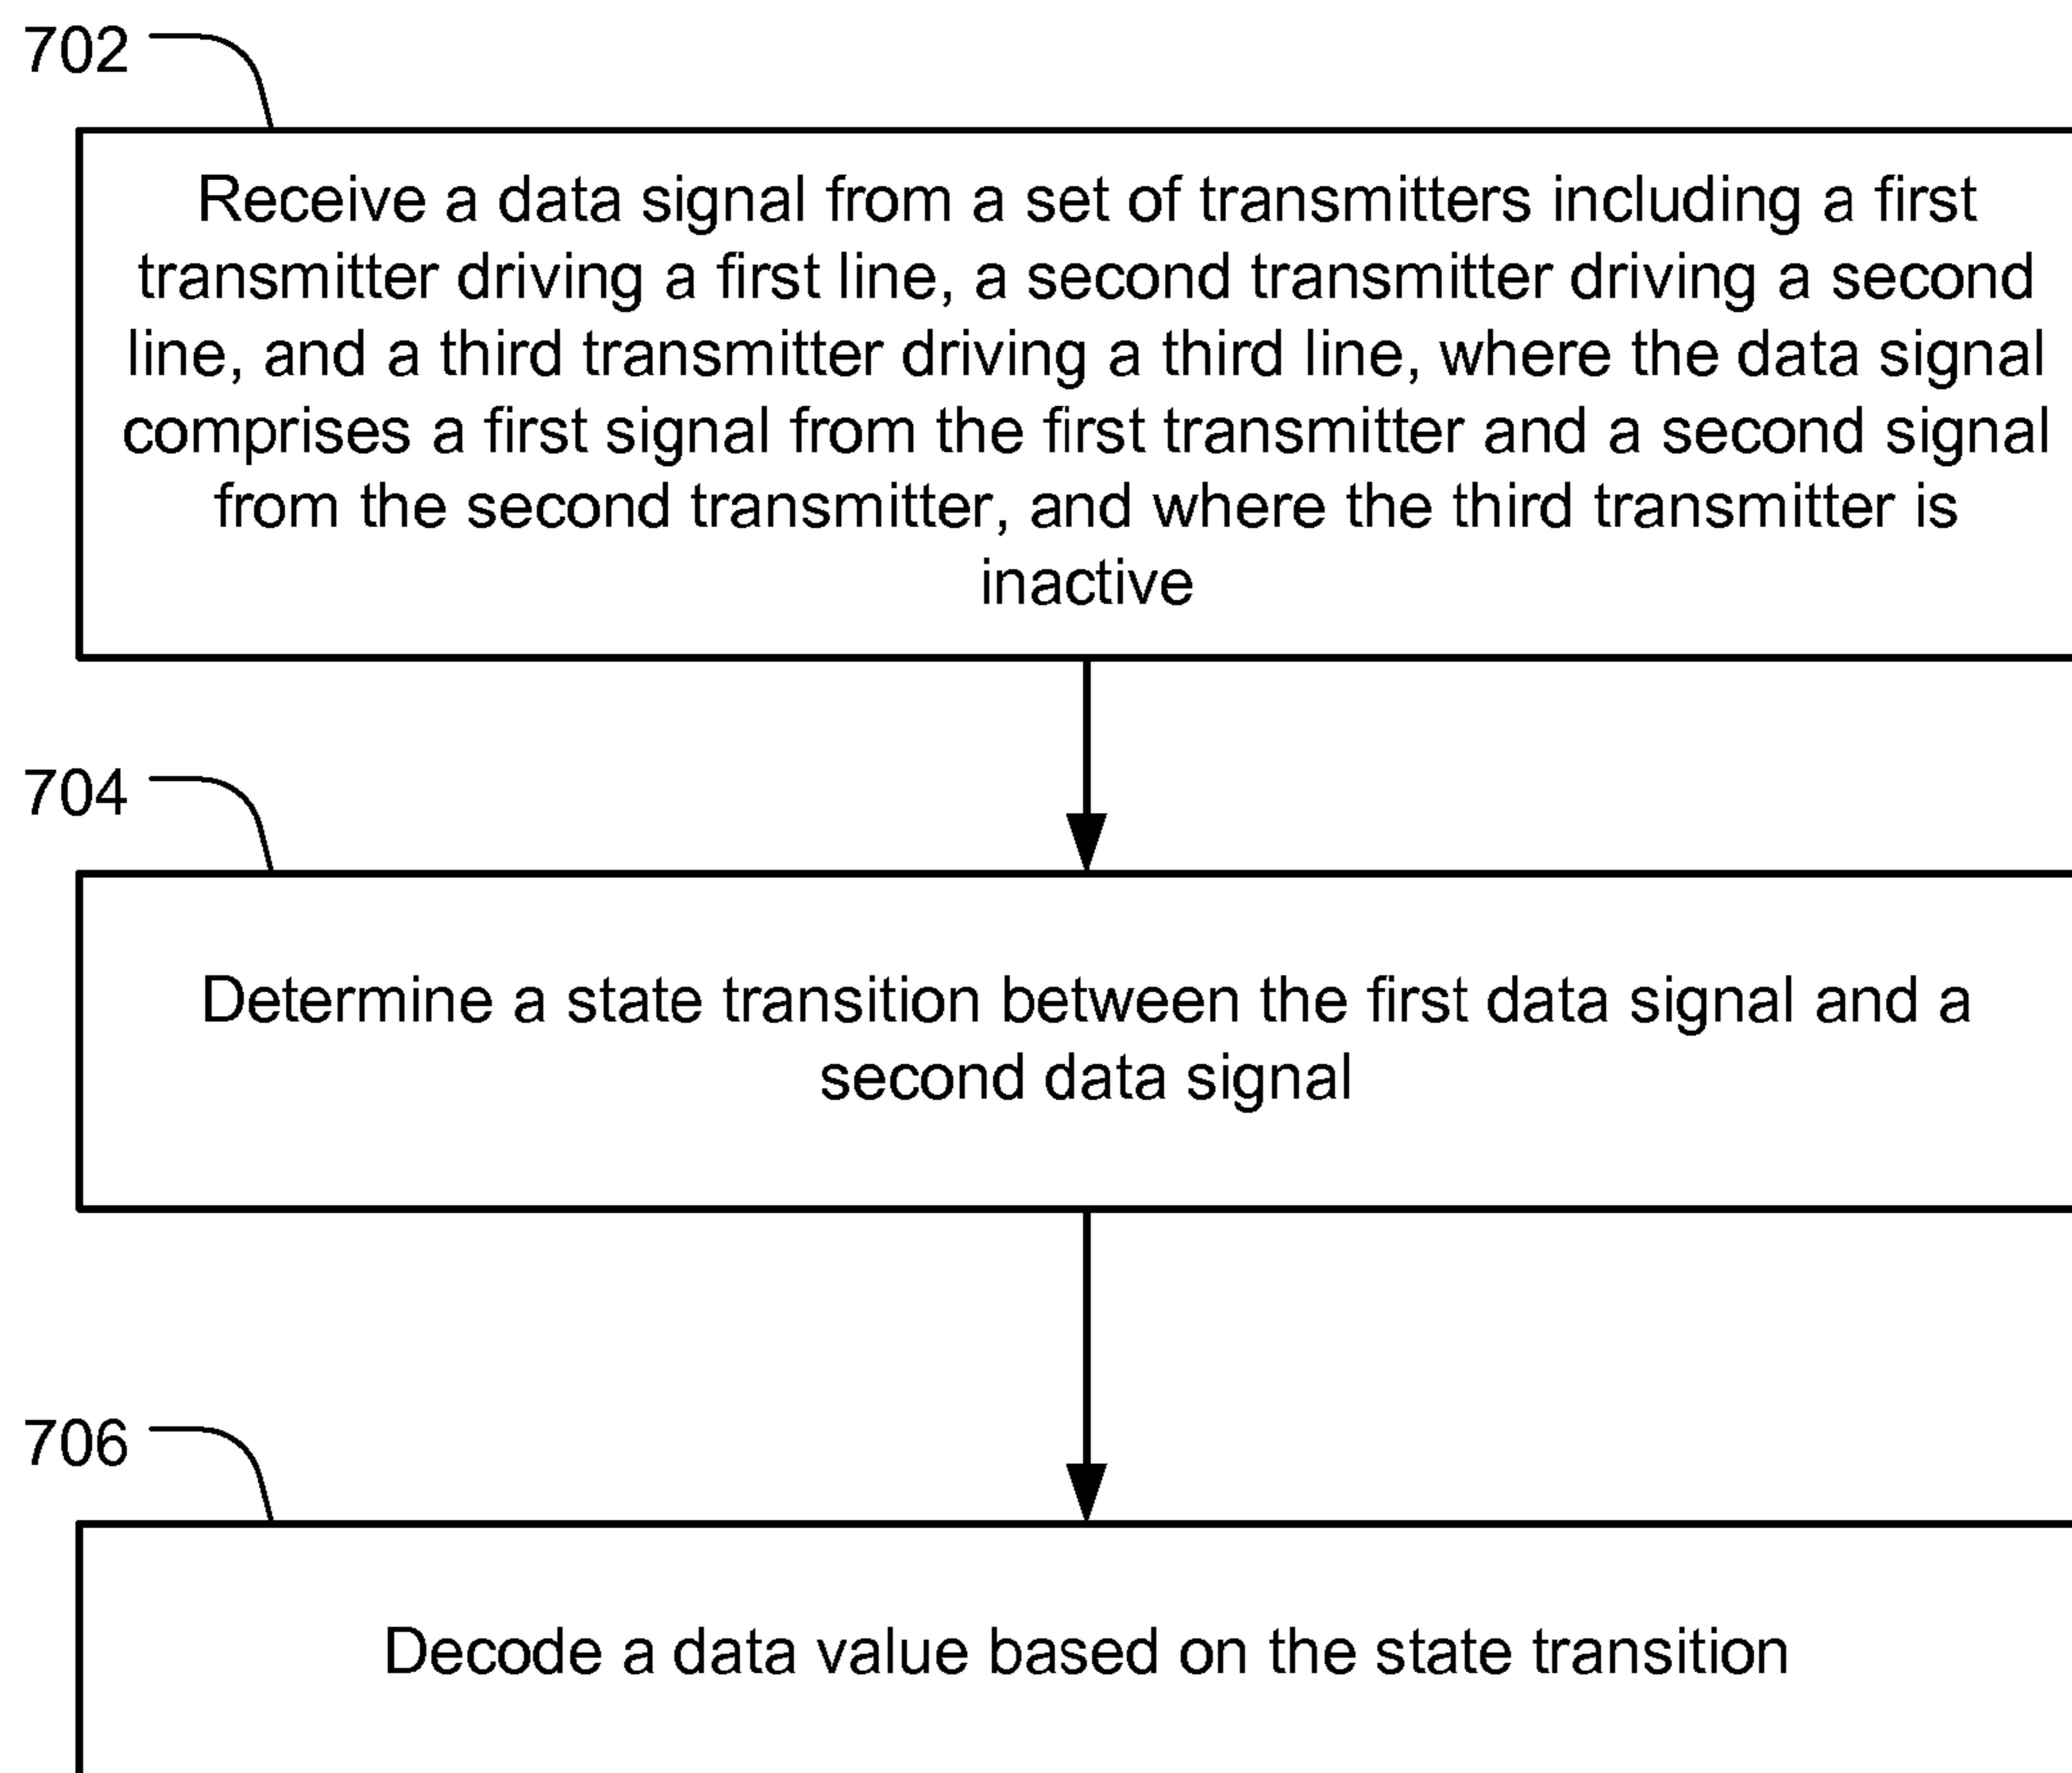 702
Receive a data signal from a set of transmitters including a first
transmitter driving a first line, a second transmitter driving a second
line, and a third transmitter driving a third line, where the data signal
comprises a first signal from the first transmitter and a second signal
from the second transmitter, and where the third transmitter is
inactive
704
Determine a state transition between the first data signal and a
second data signal
706
Decode a data value based on the state transition